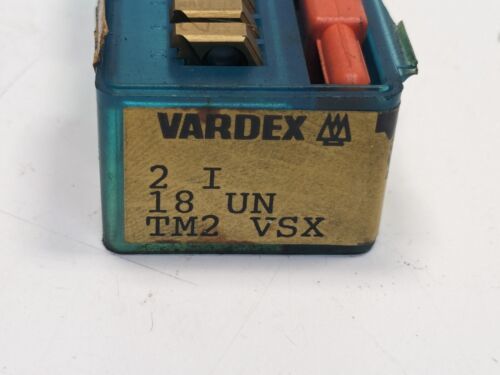 VARDEX
2 I
18 UN
TM2 VSX